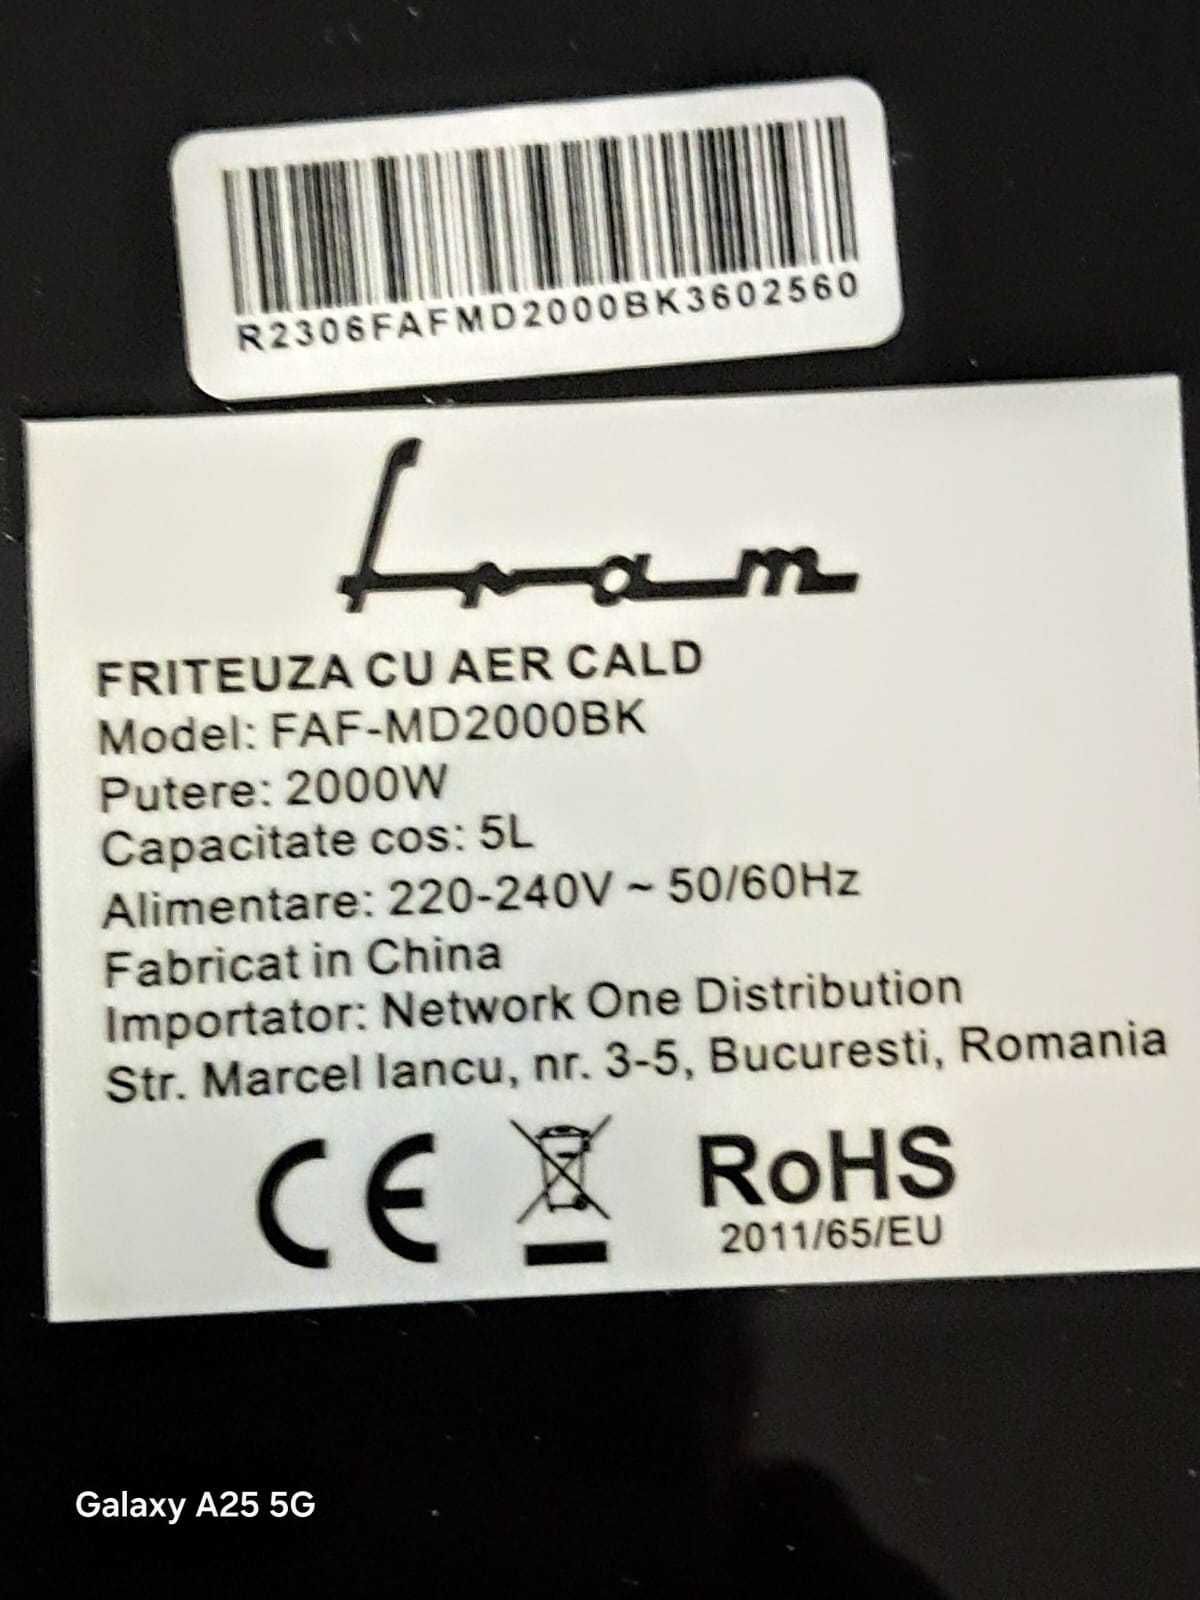 R2306FAFMD2000BK3602560
fram
FRITEUZA CU AER CALD
Model: FAF-MD2000BK
Putere: 2000W
Capacitate cos: 5L
Alimentare: 220-240V ~ 50/60Hz
Fabricat in China
Importator: Network One Distribution
Str. Marcel Iancu, nr. 3-5, Bucuresti, Romania
CE
RoHS
2011/65/EU
Galaxy A25 5G